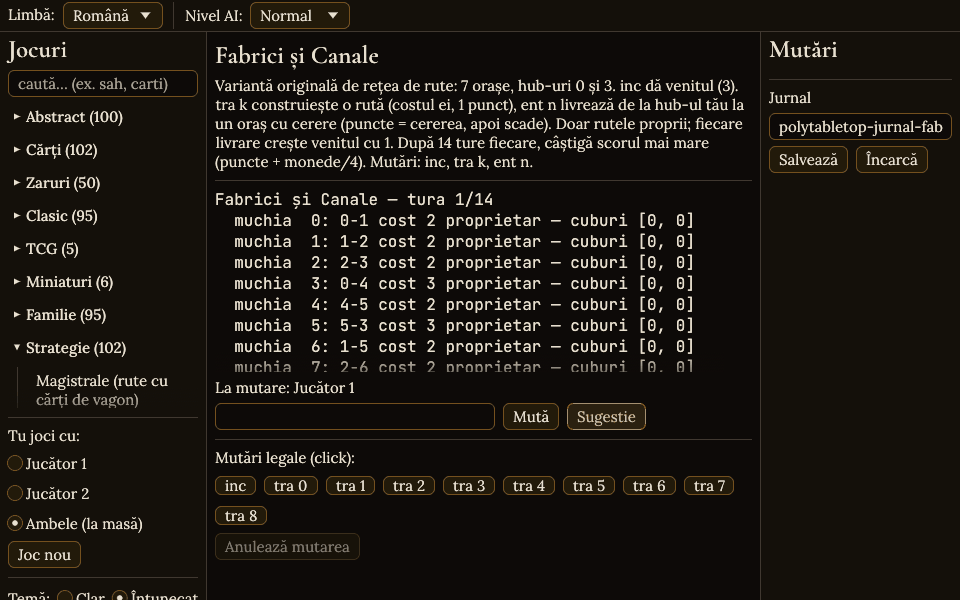 Limbă: Română ▼ Nivel AI: Normal ▼
Jocuri
caută... (ex. sah, carti)
▸ Abstract (100)
▸ Cărți (102)
▸ Zaruri (50)
▸ Clasic (95)
▸ TCG (5)
▸ Miniaturi (6)
▸ Familie (95)
▾ Strategie (102)
Magistrale (rute cu
cărți de vagon)
Tu joci cu:
Jucător 1
Jucător 2
Ambele (la masă)
Joc nou
Temă: Clar Întunecat
Fabrici și Canale
Variantă originală de rețea de rute: 7 orașe, hub-uri 0 și 3. inc dă venitul (3).
tra k construiește o rută (costul ei, 1 punct), ent n livrează de la hub-ul tău la
un oraș cu cerere (puncte = cererea, apoi scade). Doar rutele proprii; fiecare
livrare crește venitul cu 1. După 14 ture fiecare, câștigă scorul mai mare
(puncte + monede/4). Mutări: inc, tra k, ent n.
Fabrici și Canale — tura 1/14
muchia 0: 0-1 cost 2 proprietar — cuburi [0, 0]
muchia 1: 1-2 cost 2 proprietar — cuburi [0, 0]
muchia 2: 2-3 cost 2 proprietar — cuburi [0, 0]
muchia 3: 0-4 cost 3 proprietar — cuburi [0, 0]
muchia 4: 4-5 cost 2 proprietar — cuburi [0, 0]
muchia 5: 5-3 cost 3 proprietar — cuburi [0, 0]
muchia 6: 1-5 cost 2 proprietar — cuburi [0, 0]
muchia 7: 2-6 cost 2 proprietar — cuburi [0, 0]
La mutare: Jucător 1
Mută Sugestie
Mutări legale (click):
inc tra 0 tra 1 tra 2 tra 3 tra 4 tra 5 tra 6 tra 7
tra 8
Anulează mutarea
Mutări
Jurnal
polytabletop-jurnal-fab
Salvează Încarcă